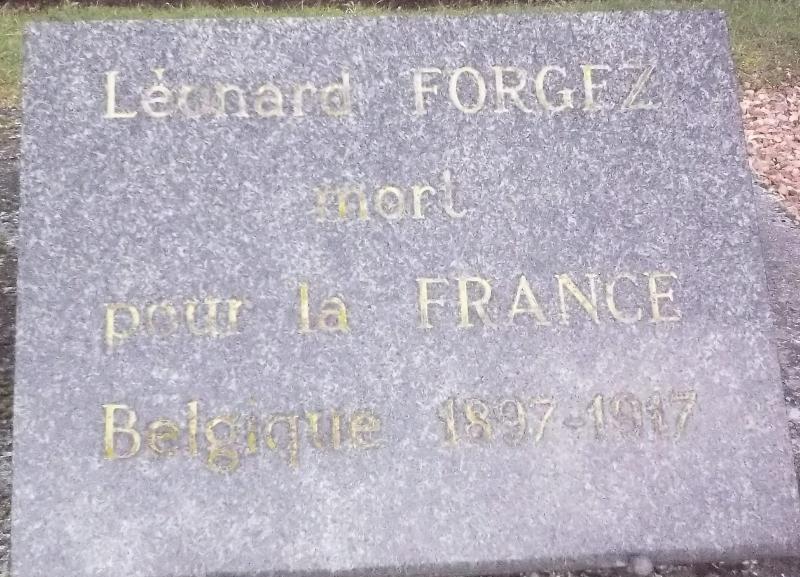 Léonard FORGEZ
mort
pour la FRANCE
Belgique 1897-1917